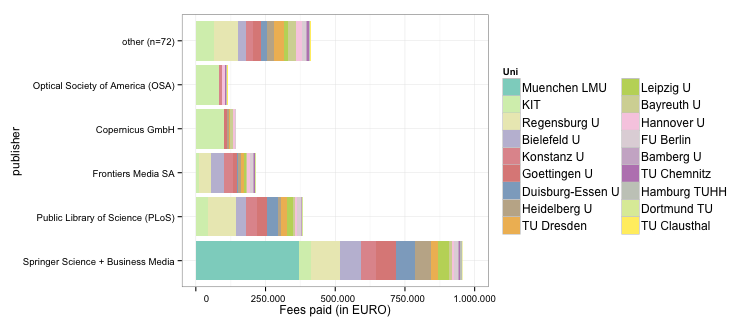 publisher
other (n=72)
Optical Society of America (OSA)
Copernicus GmbH
Frontiers Media SA
Public Library of Science (PLoS)
Springer Science + Business Media
0 250.000 500.000 750.000 1.000.000
Fees paid (in EURO)
Uni
Muenchen LMU
KIT
Regensburg U
Bielefeld U
Konstanz U
Goettingen U
Duisburg-Essen U
Heidelberg U
TU Dresden
Leipzig U
Bayreuth U
Hannover U
FU Berlin
Bamberg U
TU Chemnitz
Hamburg TUHH
Dortmund TU
TU Clausthal